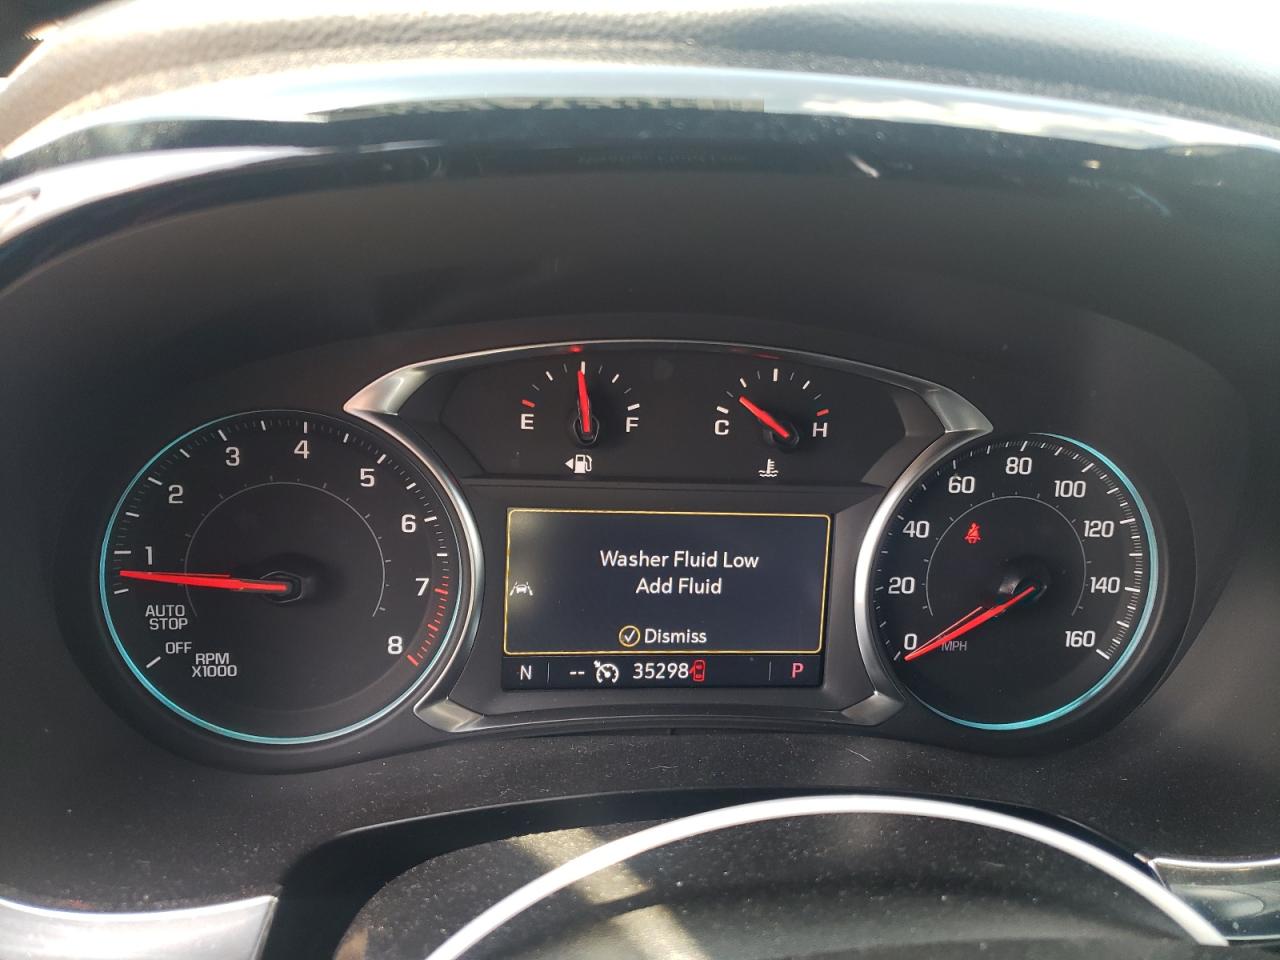 E F
C H
1 2 3 4 5 6 7 8
AUTO
STOP
OFF
RPM
X1000
Washer Fluid Low
Add Fluid
Dismiss
N -- 35298 P
0 20 40 60 80 100 120 140 160
MPH